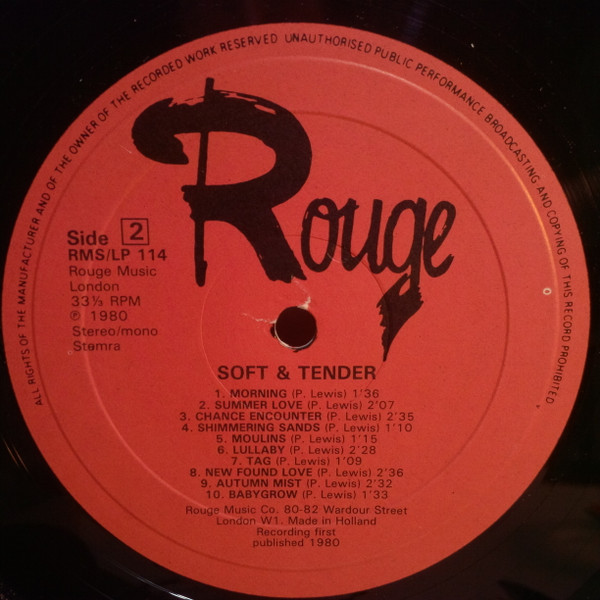 ALL RIGHTS OF THE MANUFACTURER AND OF THE OWNER OF THE RECORDED WORK RESERVED UNAUTHORISED PUBLIC PERFORMANCE BROADCASTING AND COPYING OF THIS RECORD PROHIBITED
Rouge
Side 2
RMS/LP 114
Rouge Music
London
33⅓ RPM
℗ 1980
Stereo/mono
Stemra
SOFT & TENDER
1. MORNING (P. Lewis) 1'36
2. SUMMER LOVE (P. Lewis) 2'07
3. CHANCE ENCOUNTER (P. Lewis) 2'35
4. SHIMMERING SANDS (P. Lewis) 1'10
5. MOULINS (P. Lewis) 1'15
6. LULLABY (P. Lewis) 2'28
7. TAG (P. Lewis) 1'09
8. NEW FOUND LOVE (P. Lewis) 2'36
9. AUTUMN MIST (P. Lewis) 2'32
10. BABYGROW (P. Lewis) 1'33
Rouge Music Co. 80-82 Wardour Street
London W1. Made in Holland
Recording first
published 1980